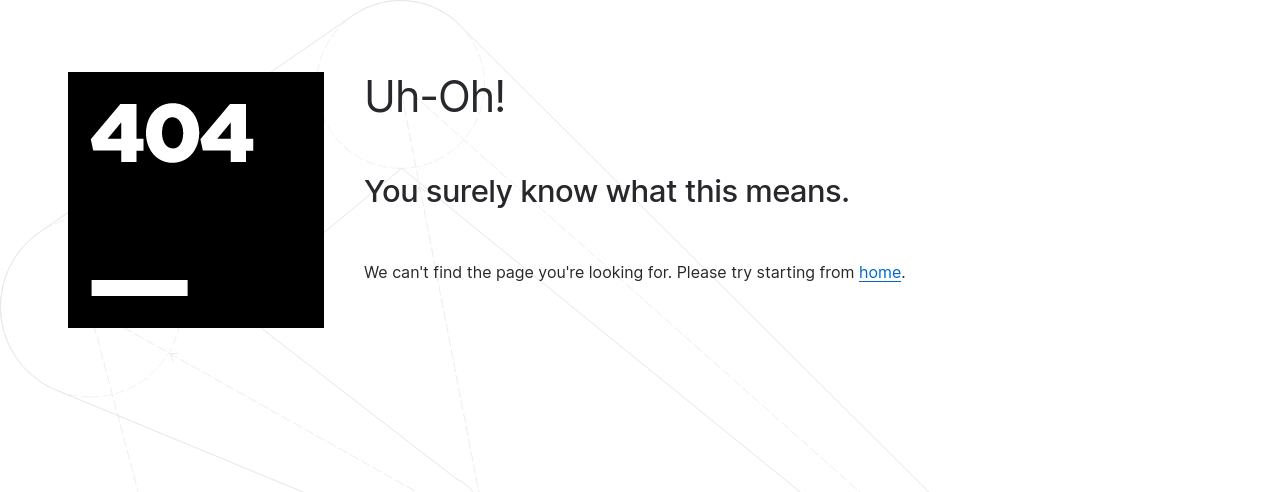 404
Uh-Oh!
You surely know what this means.
We can't find the page you're looking for. Please try starting from home.